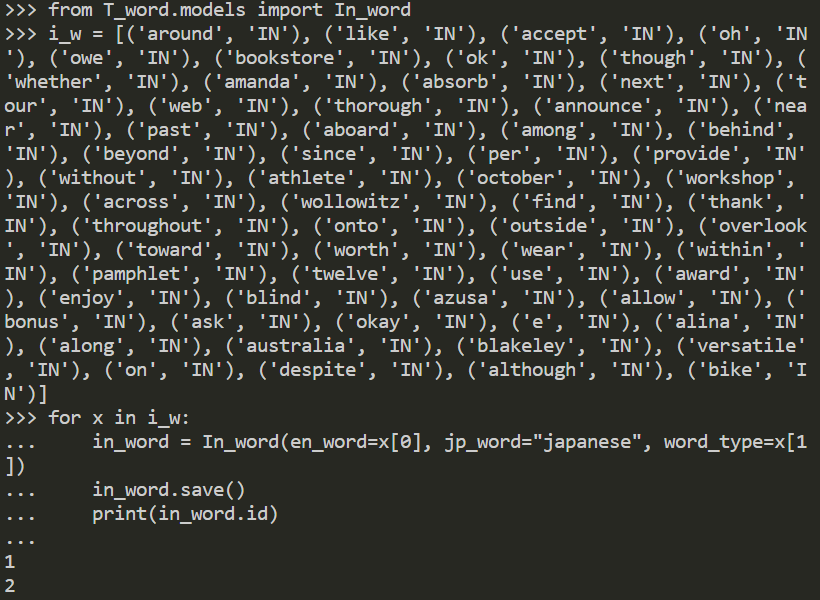 >>> from T_word.models import In_word
>>> i_w = [('around', 'IN'), ('like', 'IN'), ('accept', 'IN'), ('oh', 'IN
'), ('owe', 'IN'), ('bookstore', 'IN'), ('ok', 'IN'), ('though', 'IN'), (
'whether', 'IN'), ('amanda', 'IN'), ('absorb', 'IN'), ('next', 'IN'), ('t
our', 'IN'), ('web', 'IN'), ('thorough', 'IN'), ('announce', 'IN'), ('nea
r', 'IN'), ('past', 'IN'), ('aboard', 'IN'), ('among', 'IN'), ('behind', 
'IN'), ('beyond', 'IN'), ('since', 'IN'), ('per', 'IN'), ('provide', 'IN'
), ('without', 'IN'), ('athlete', 'IN'), ('october', 'IN'), ('workshop', 
'IN'), ('across', 'IN'), ('wollowitz', 'IN'), ('find', 'IN'), ('thank', '
IN'), ('throughout', 'IN'), ('onto', 'IN'), ('outside', 'IN'), ('overlook
', 'IN'), ('toward', 'IN'), ('worth', 'IN'), ('wear', 'IN'), ('within', '
IN'), ('pamphlet', 'IN'), ('twelve', 'IN'), ('use', 'IN'), ('award', 'IN'
), ('enjoy', 'IN'), ('blind', 'IN'), ('azusa', 'IN'), ('allow', 'IN'), ('
bonus', 'IN'), ('ask', 'IN'), ('okay', 'IN'), ('e', 'IN'), ('alina', 'IN'
), ('along', 'IN'), ('australia', 'IN'), ('blakeley', 'IN'), ('versatile'
, 'IN'), ('on', 'IN'), ('despite', 'IN'), ('although', 'IN'), ('bike', 'I
N')]
>>> for x in i_w:
...     in_word = In_word(en_word=x[0], jp_word="japanese", word_type=x[1
])
...     in_word.save()
...     print(in_word.id)
...
1
2